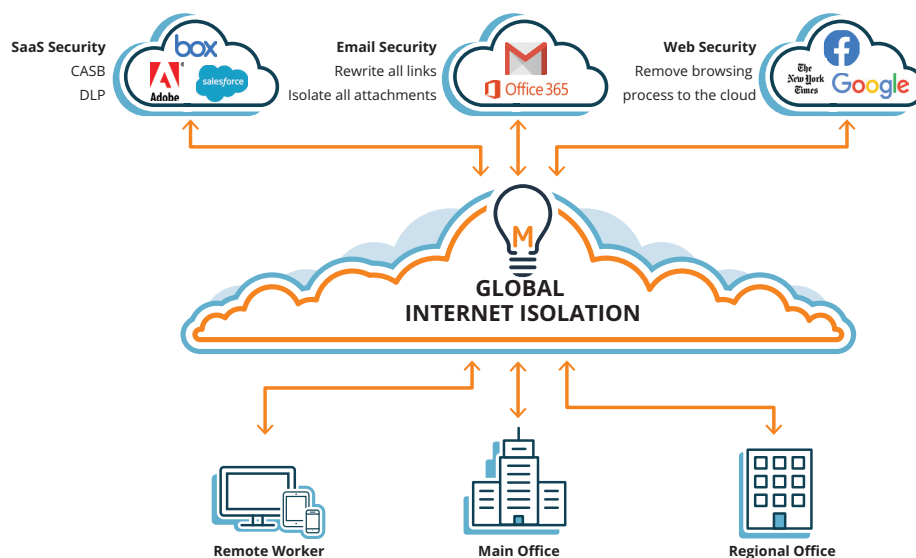 SaaS Security
CASB
DLP
box
Adobe
salesforce
Email Security
Rewrite all links
Isolate all attachments
M
Office 365
Web Security
Remove browsing
process to the cloud
f
The
New York
Times
Google
M
GLOBAL
INTERNET ISOLATION
Remote Worker
Main Office
Regional Office